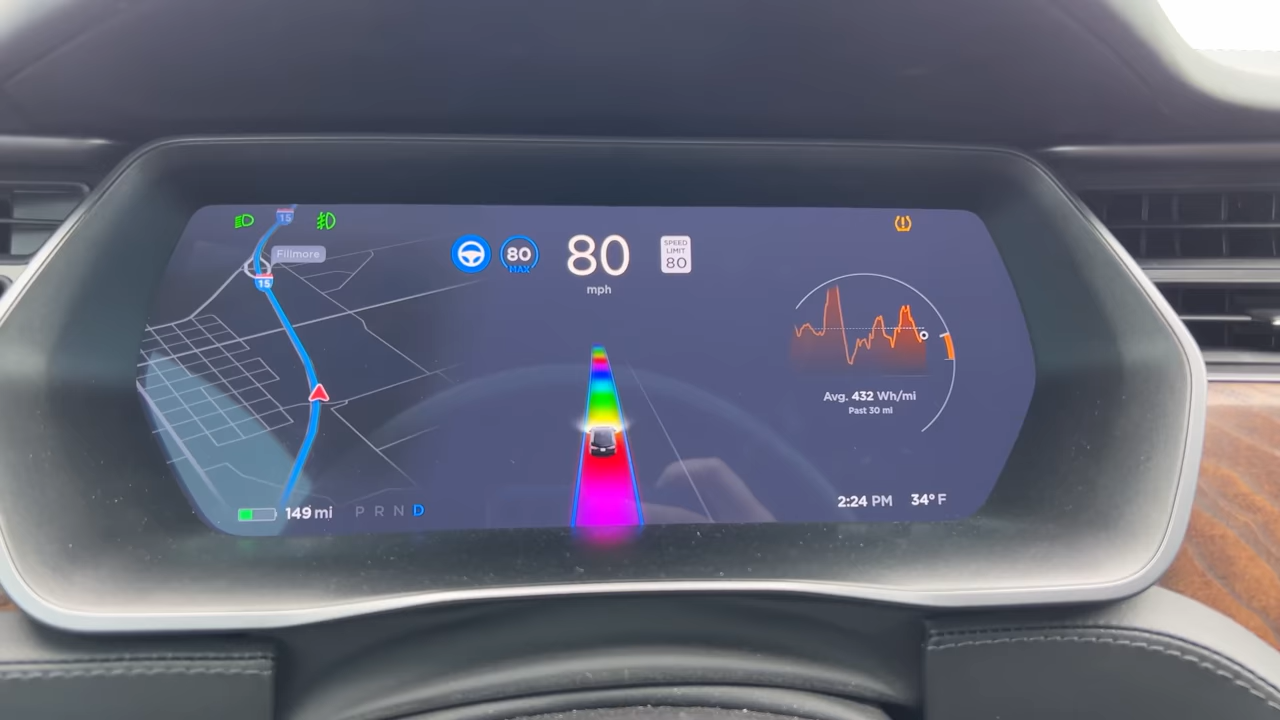 15
Fillmore
15
80
MAX
80
mph
SPEED
LIMIT
80
Avg. 432 Wh/mi
Past 30 mi
149 mi
P R N D
2:24 PM
34° F